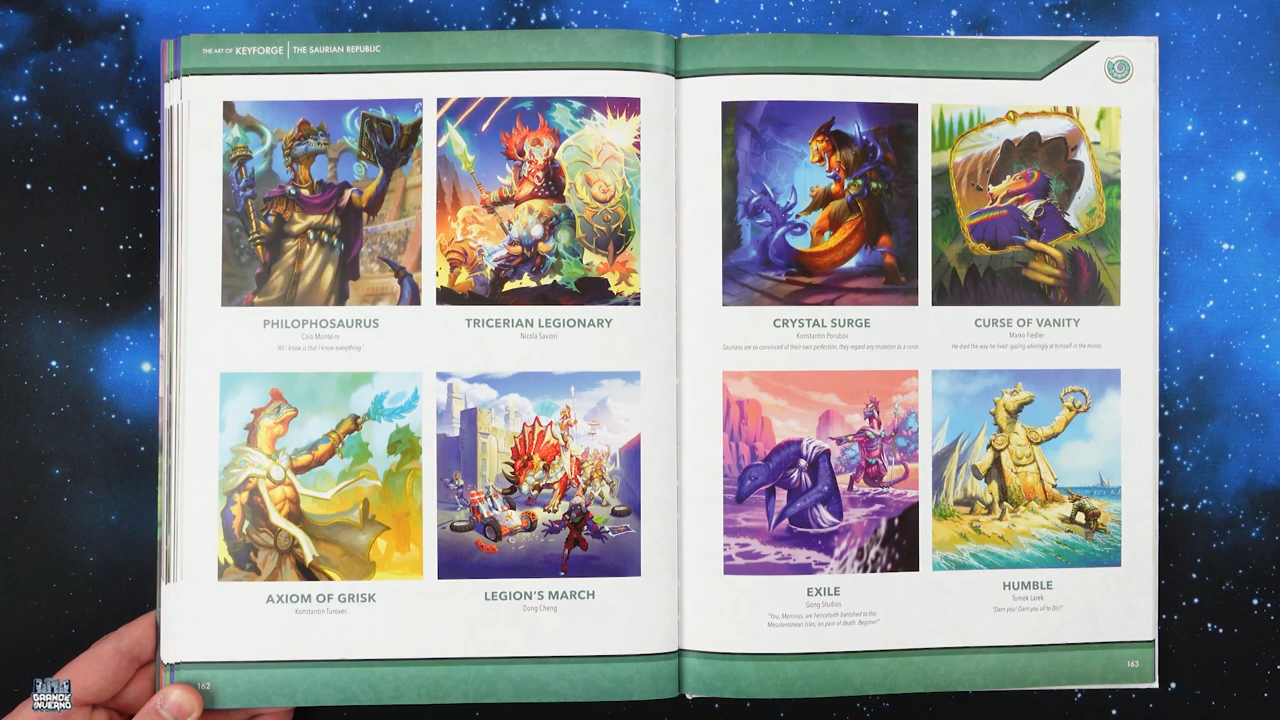 THE ART OF KEYFORGE | THE SAURIAN REPUBLIC
PHILOPHOSAURUS
Caio Monteiro
"All I know is that I know everything."
TRICERIAN LEGIONARY
Nicola Saviori
AXIOM OF GRISK
Konstantin Turovec
LEGION'S MARCH
Dong Cheng
162
CRYSTAL SURGE
Konstantin Porubov
Saurians are so convinced of their own perfection, they regard any mutation as a curse.
CURSE OF VANITY
Marko Fiedler
He died the way he lived: gazing adoringly at himself in the mirror.
EXILE
Gong Studios
"You, Merinius, are henceforth banished to the
Mesoterranean Isles, on pain of death. Begone!"
HUMBLE
Tomek Larek
"Darn you! Darn you all to Dis!"
163
GRANDE
INVERNO